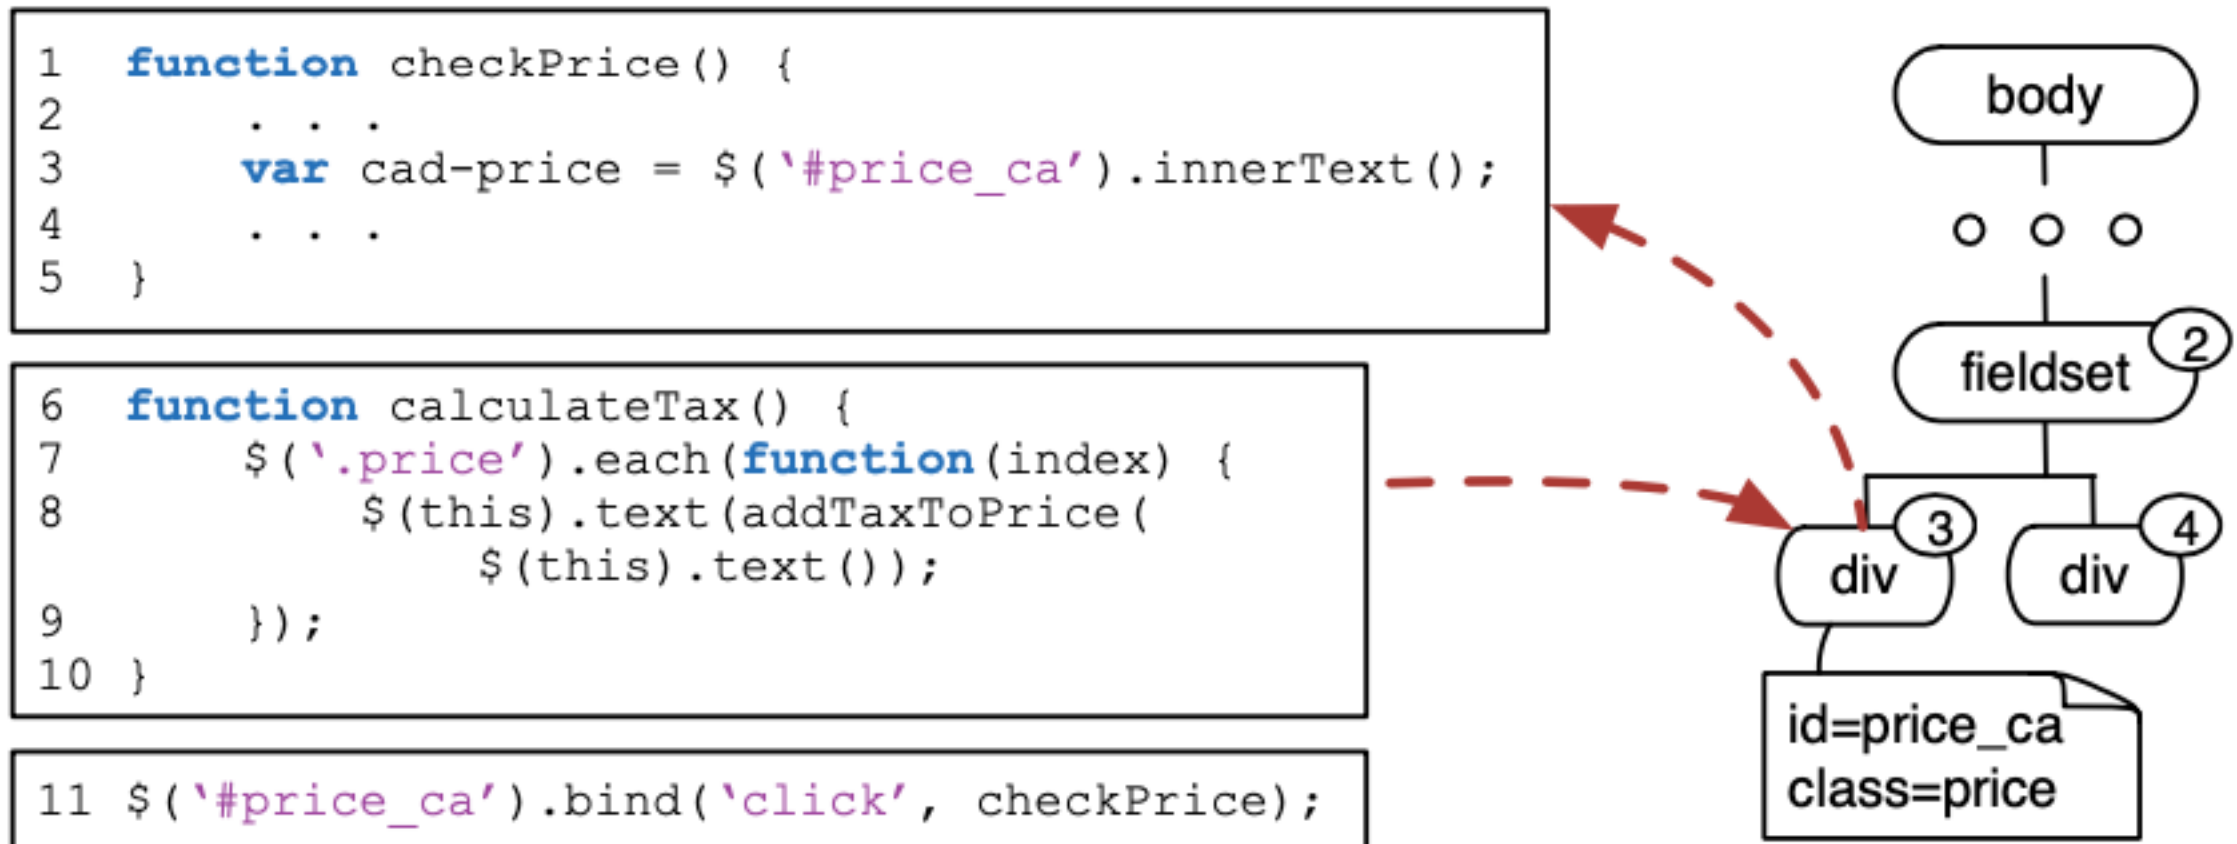 1 function checkPrice() {
2 . . .
3 var cad-price = $(‘#price_ca’).innerText();
4 . . .
5 }
6 function calculateTax() {
7 $(‘.price’).each(function(index) {
8 $(this).text(addTaxToPrice(
$(this).text());
9 });
10 }
11 $(‘#price_ca’).bind(‘click’, checkPrice);
body
fieldset
2
div
3
div
4
id=price_ca
class=price